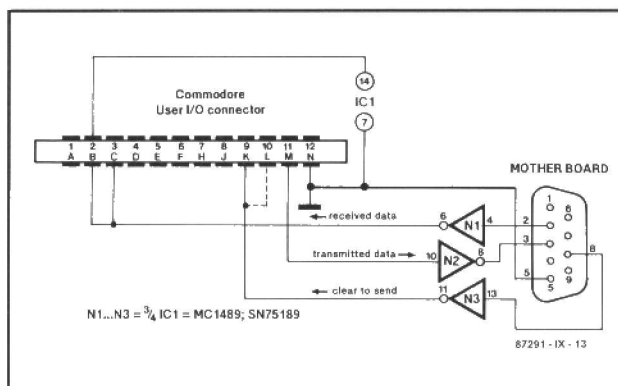 Commodore
User I/O connector
14
IC1
7
1 2 3 4 5 6 7 8 9 10 11 12
A B C D E F H J K L M N
MOTHER BOARD
received data
6 N1 4
transmitted data
10 N2 8
clear to send
11 N3 13
2
3
5
1
6
8
5
9
N1...N3 = ¾ IC1 = MC1489; SN75189
87291 - IX - 13